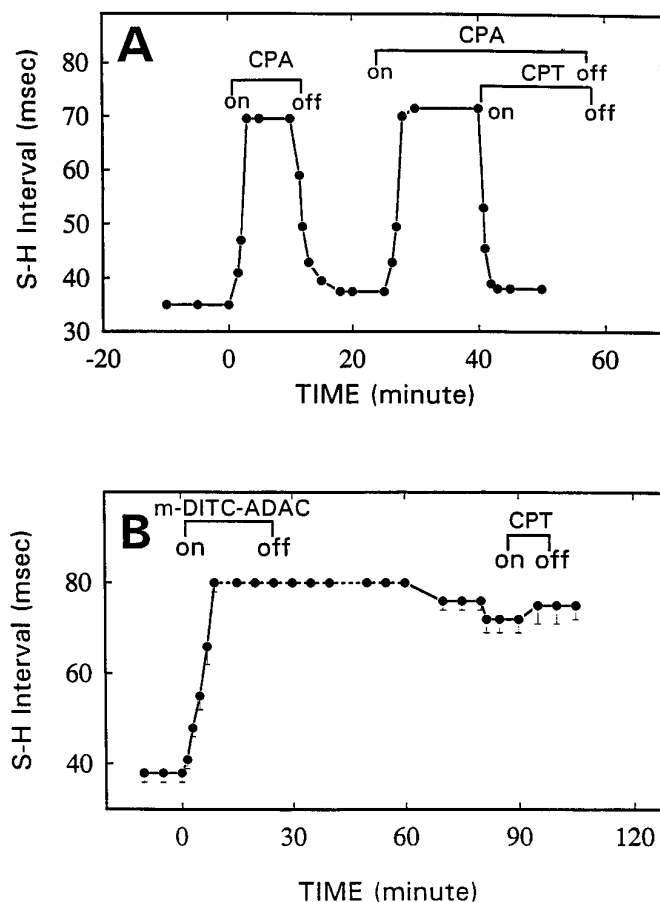 A
CPA
on off
CPA
on off
CPT
on off
S-H Interval (msec)
80
70
60
50
40
30
-20 0 20 40 60
TIME (minute)
B
m-DITC-ADAC
on off
CPT
on off
S-H Interval (msec)
80
60
40
0 30 60 90 120
TIME (minute)